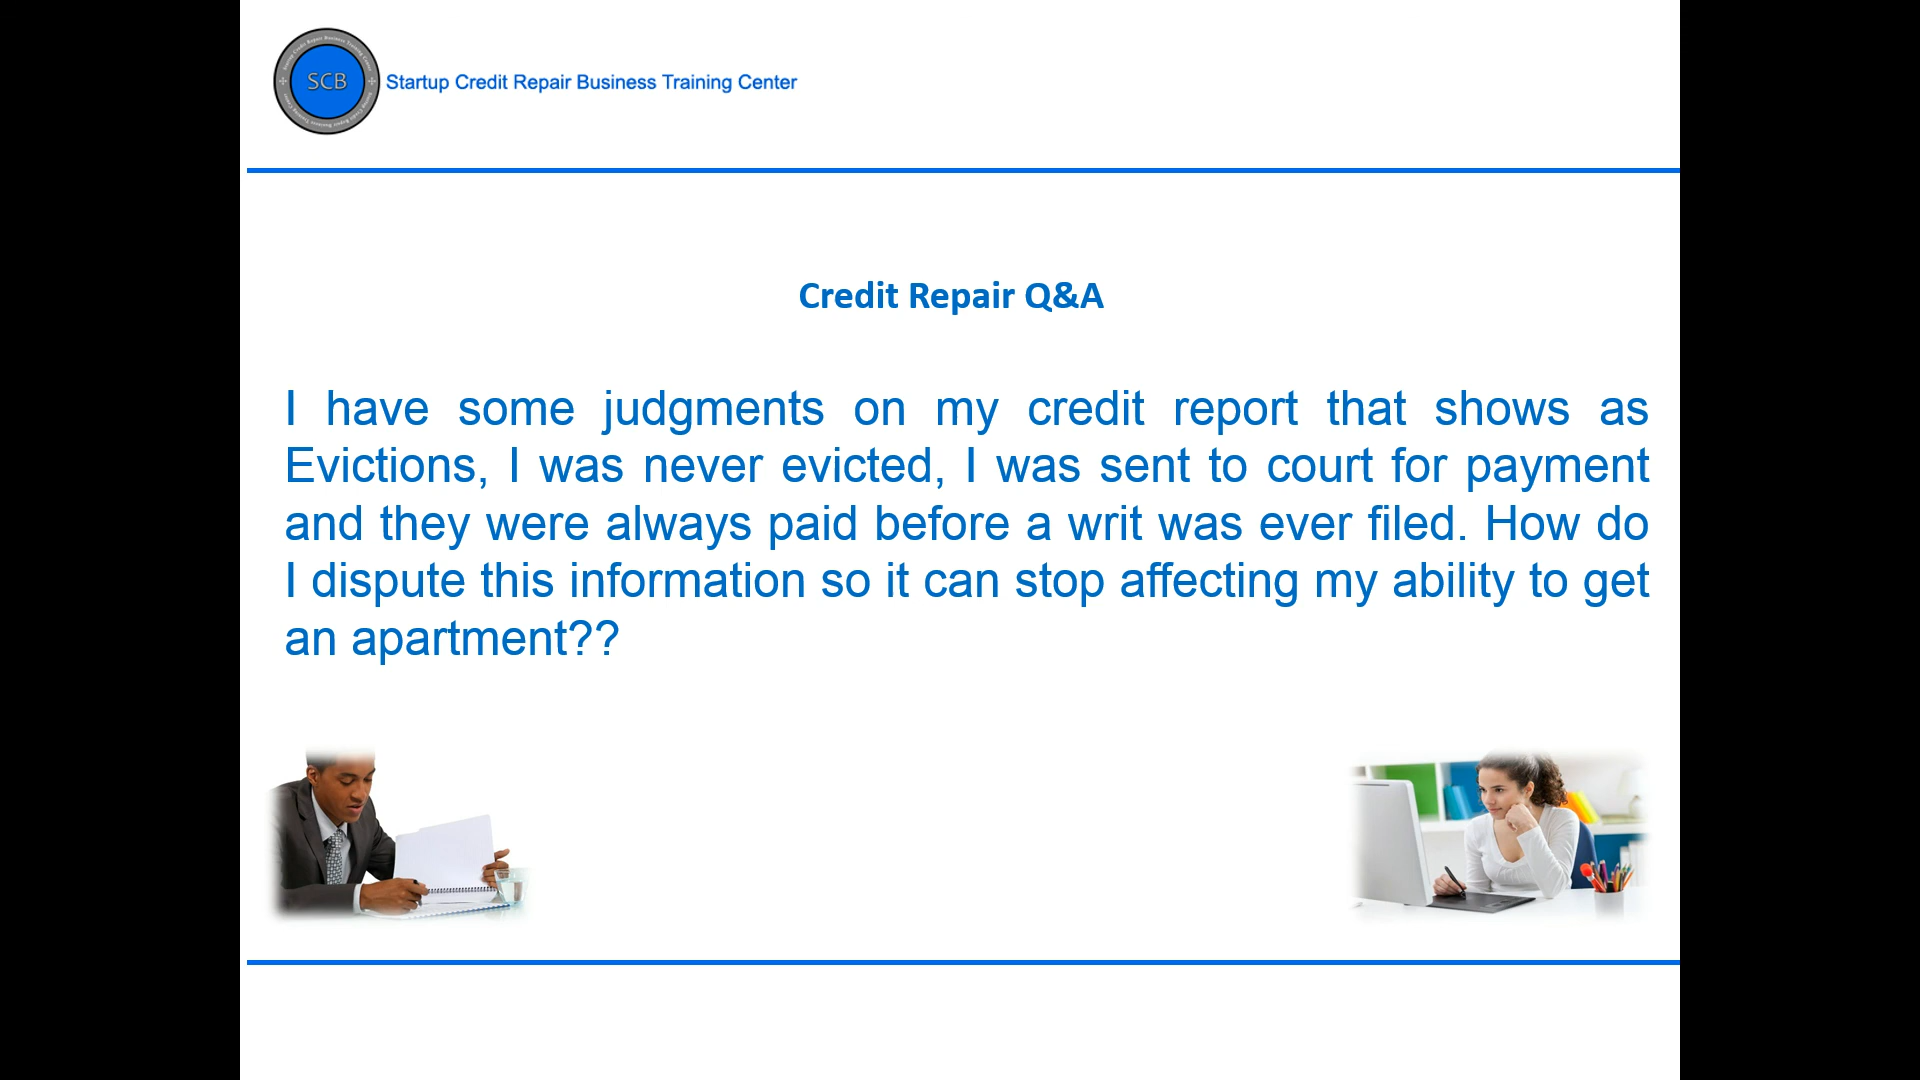 SCB
Startup Credit Repair Business Training Center
Credit Repair Q&A
I have some judgments on my credit report that shows as
Evictions, I was never evicted, I was sent to court for payment
and they were always paid before a writ was ever filed. How do
I dispute this information so it can stop affecting my ability to get
an apartment??